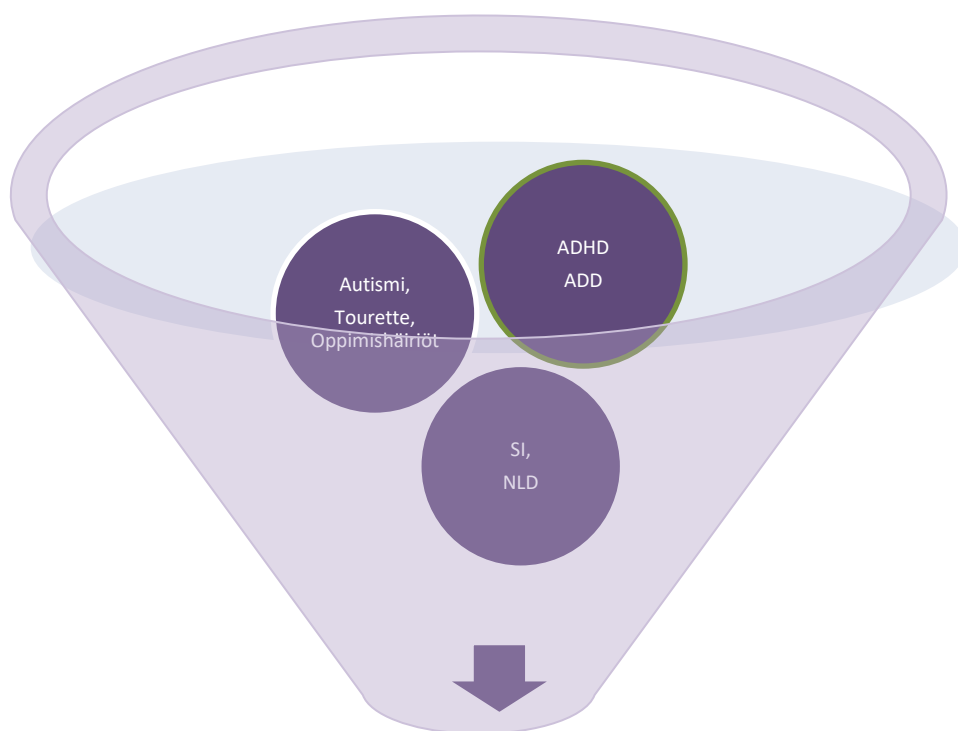 Autismi,
Tourette,
Oppimishäiriöt
ADHD
ADD
SI,
NLD